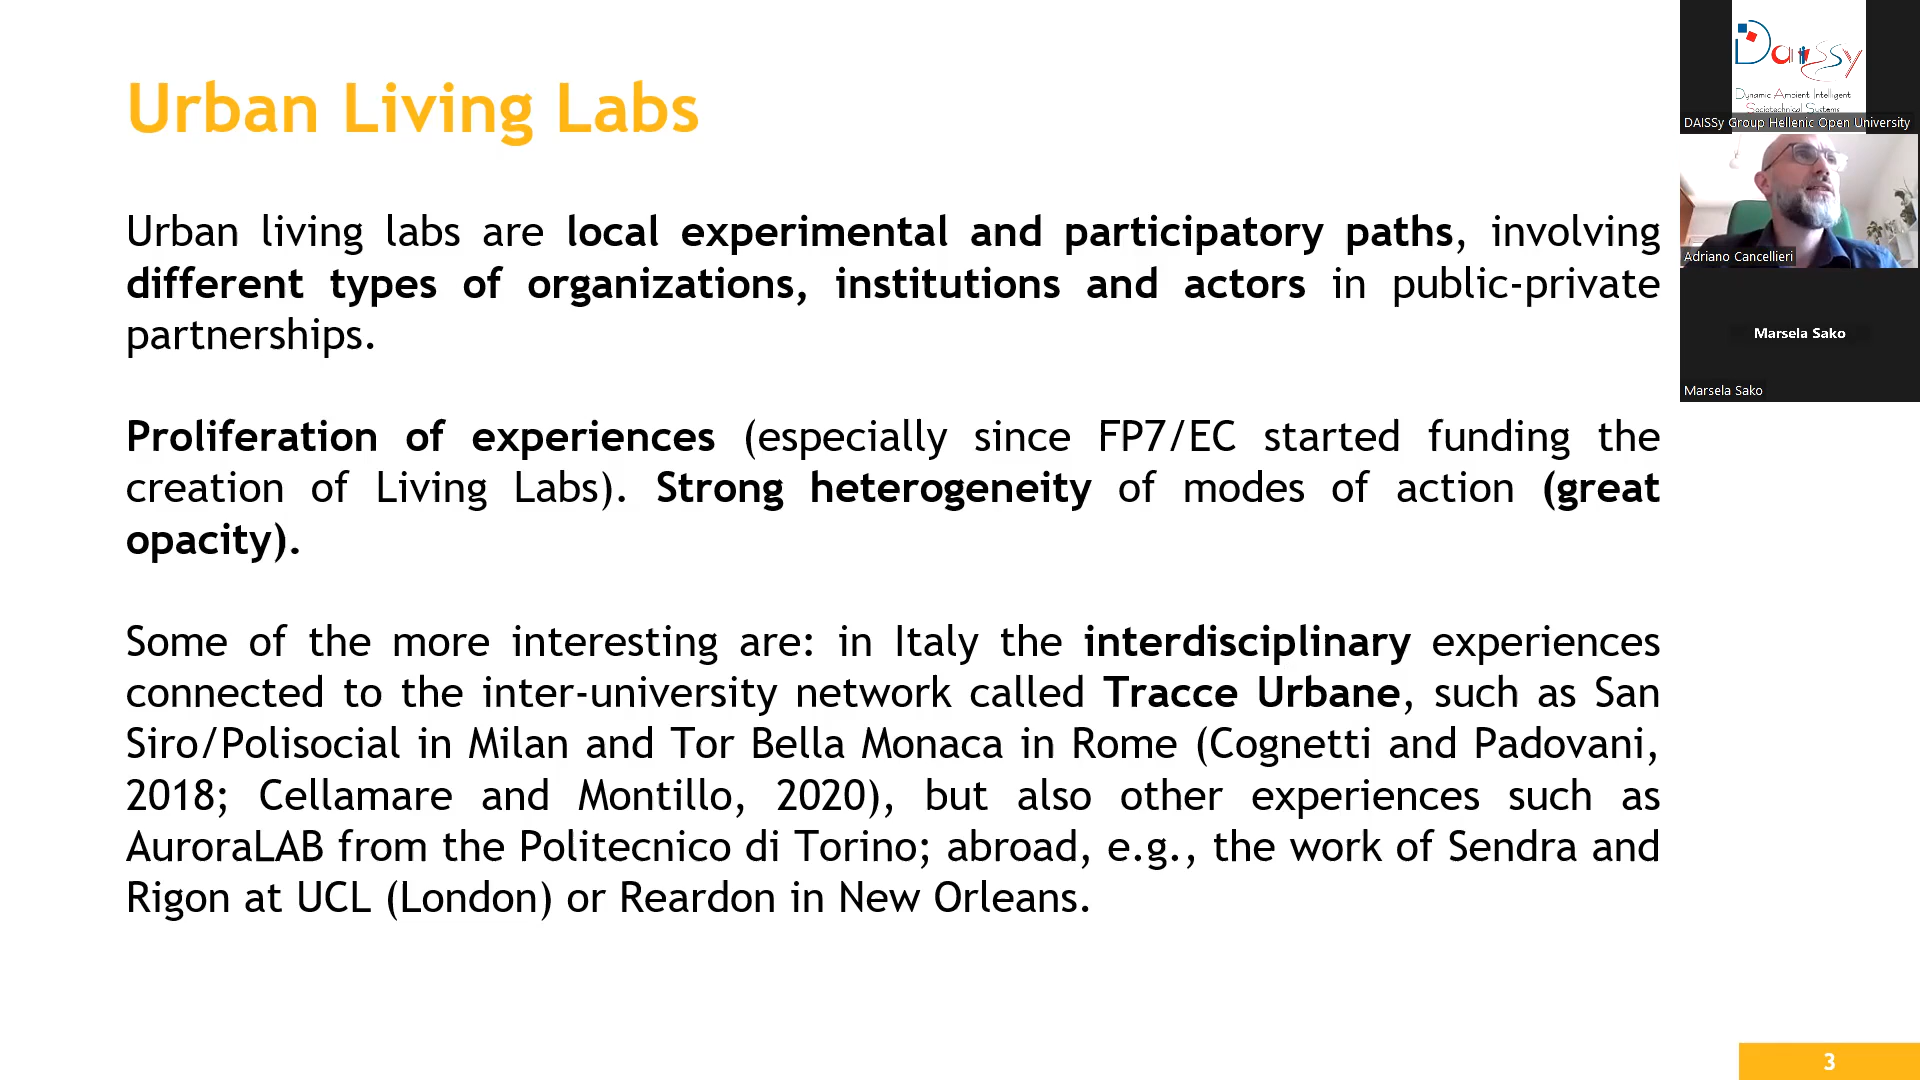 Urban Living Labs
Urban living labs are local experimental and participatory paths, involving
different types of organizations, institutions and actors in public-private
partnerships.
Proliferation of experiences (especially since FP7/EC started funding the
creation of Living Labs). Strong heterogeneity of modes of action (great
opacity).
Some of the more interesting are: in Italy the interdisciplinary experiences
connected to the inter-university network called Tracce Urbane, such as San
Siro/Polisocial in Milan and Tor Bella Monaca in Rome (Cognetti and Padovani,
2018; Cellamare and Montillo, 2020), but also other experiences such as
AuroraLAB from the Politecnico di Torino; abroad, e.g., the work of Sendra and
Rigon at UCL (London) or Reardon in New Orleans.
3
Daissy
Dynamic Ambient Intelligent
Sociotechnical Systems
DAISSy Group Hellenic Open University
Adriano Cancellieri
Marsela Sako
Marsela Sako